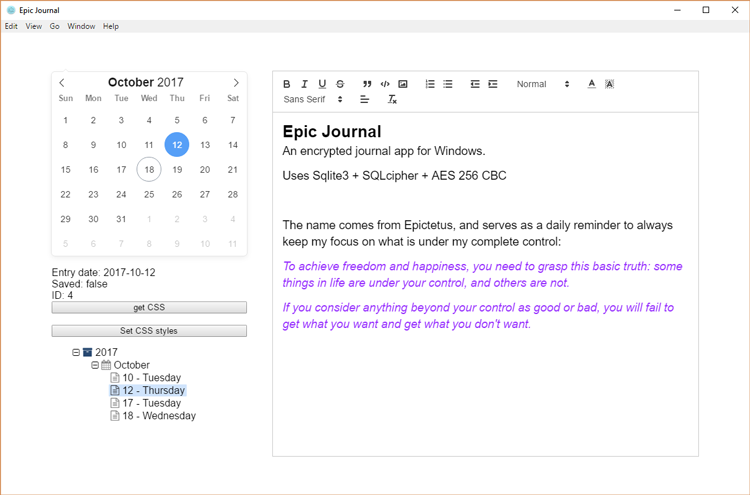 Epic Journal
Edit View Go Window Help
October 2017
Sun Mon Tue Wed Thu Fri Sat
1 2 3 4 5 6 7
8 9 10 11 12 13 14
15 16 17 18 19 20 21
22 23 24 25 26 27 28
29 30 31 1 2 3 4
5 6 7 8 9 10 11
Entry date: 2017-10-12
Saved: false
ID: 4
get CSS
Set CSS styles
2017
October
10 - Tuesday
12 - Thursday
17 - Tuesday
18 - Wednesday
B I U S Normal A A
Sans Serif
Epic Journal
An encrypted journal app for Windows.
Uses Sqlite3 + SQLcipher + AES 256 CBC
The name comes from Epictetus, and serves as a daily reminder to always
keep my focus on what is under my complete control:
To achieve freedom and happiness, you need to grasp this basic truth: some
things in life are under your control, and others are not.
If you consider anything beyond your control as good or bad, you will fail to
get what you want and get what you don't want.